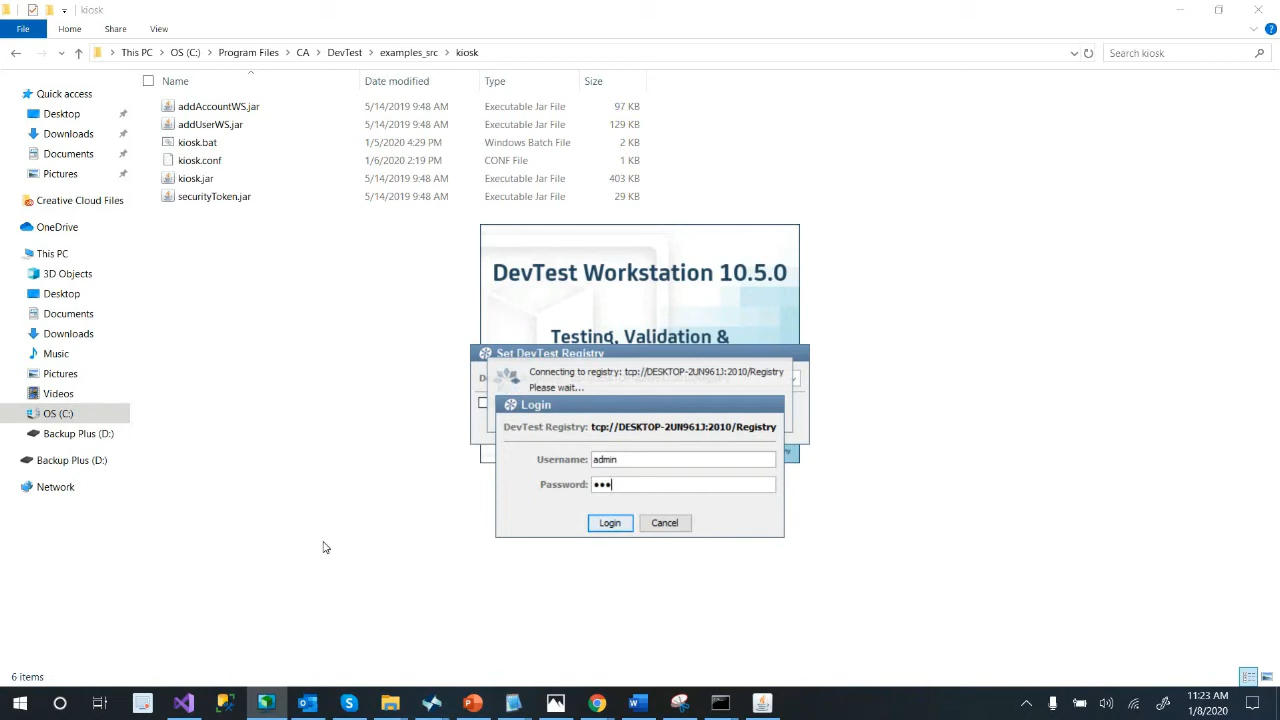 kiosk
File Home Share View
This PC OS (C:) Program Files CA DevTest examples_src kiosk
Search kiosk
Name Date modified Type Size
addAccountWS.jar 5/14/2019 9:48 AM Executable Jar File 97 KB
addUserWS.jar 5/14/2019 9:48 AM Executable Jar File 129 KB
kiosk.bat 1/5/2020 4:29 PM Windows Batch File 2 KB
kiosk.conf 1/6/2020 2:19 PM CONF File 1 KB
kiosk.jar 5/14/2019 9:48 AM Executable Jar File 403 KB
securityToken.jar 5/14/2019 9:48 AM Executable Jar File 29 KB
Quick access
Desktop
Downloads
Documents
Pictures
Creative Cloud Files
OneDrive
This PC
3D Objects
Desktop
Documents
Downloads
Music
Pictures
Videos
OS (C:)
Backup Plus (D:)
Backup Plus (D:)
Network
DevTest Workstation 10.5.0
Testing, Validation &
Set DevTest Registry
Connecting to registry: tcp://DESKTOP-2UN961J:2010/Registry
Please wait...
Login
DevTest Registry: tcp://DESKTOP-2UN961J:2010/Registry
Username: admin
Password: •••
Login Cancel
6 items
11:23 AM
1/8/2020